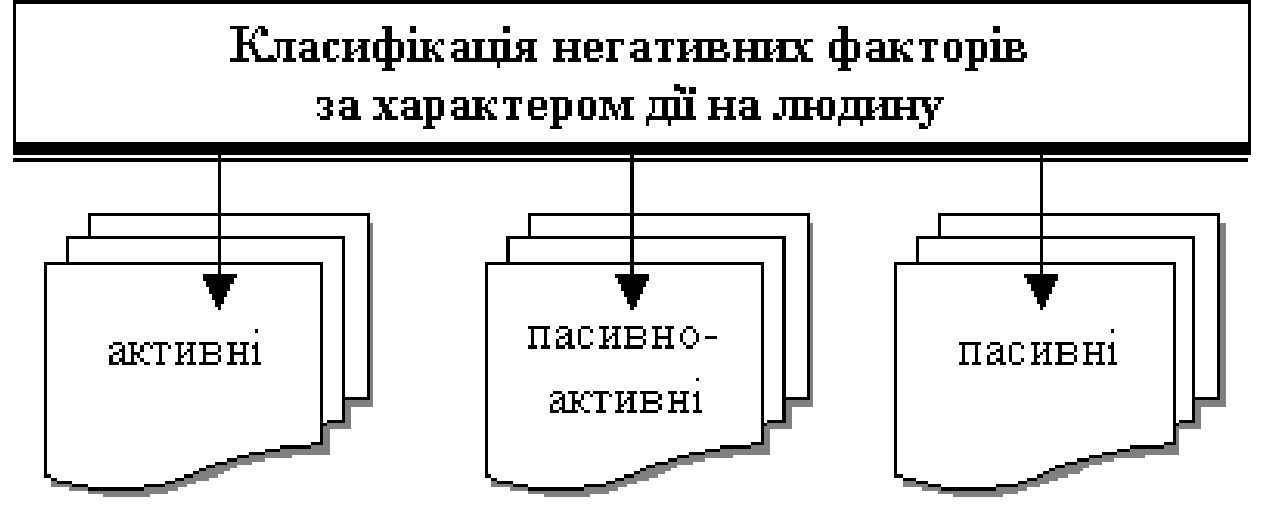 Класифікація негативних факторів
за характером дії на людину
активні
пасивно-
активні
пасивні